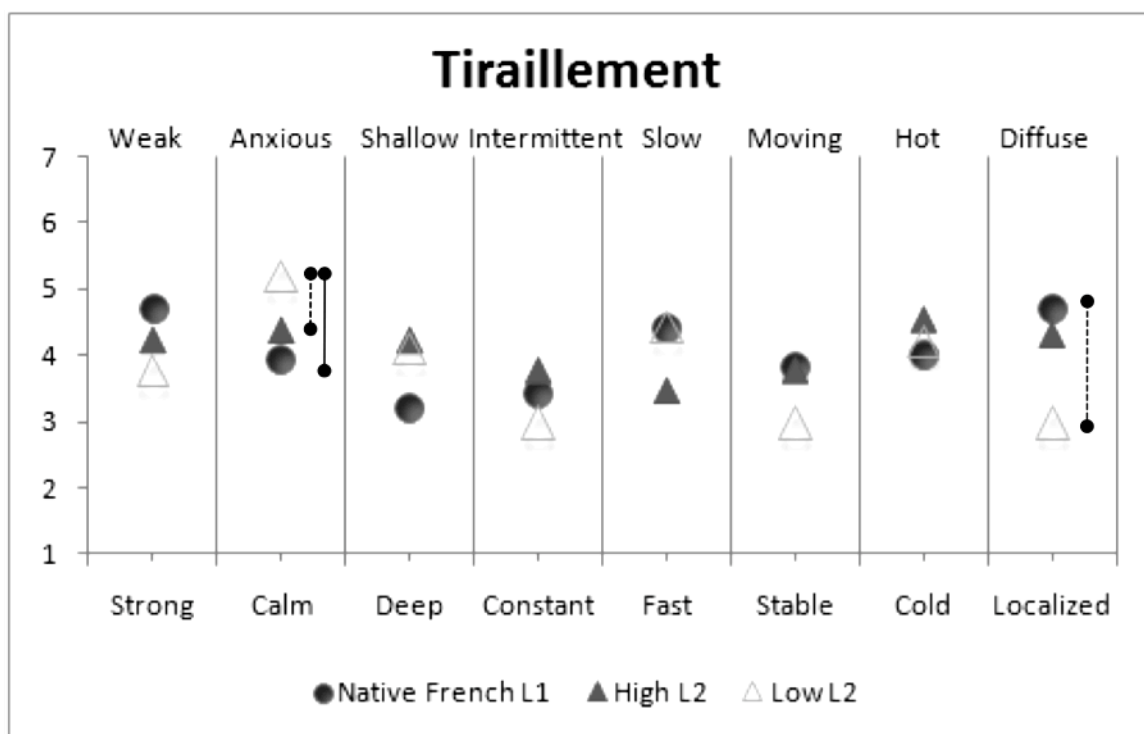 Tiraillement
Weak Anxious Shallow Intermittent Slow Moving Hot Diffuse
7
6
5
4
3
2
1
Strong Calm Deep Constant Fast Stable Cold Localized
Native French L1 High L2 Low L2